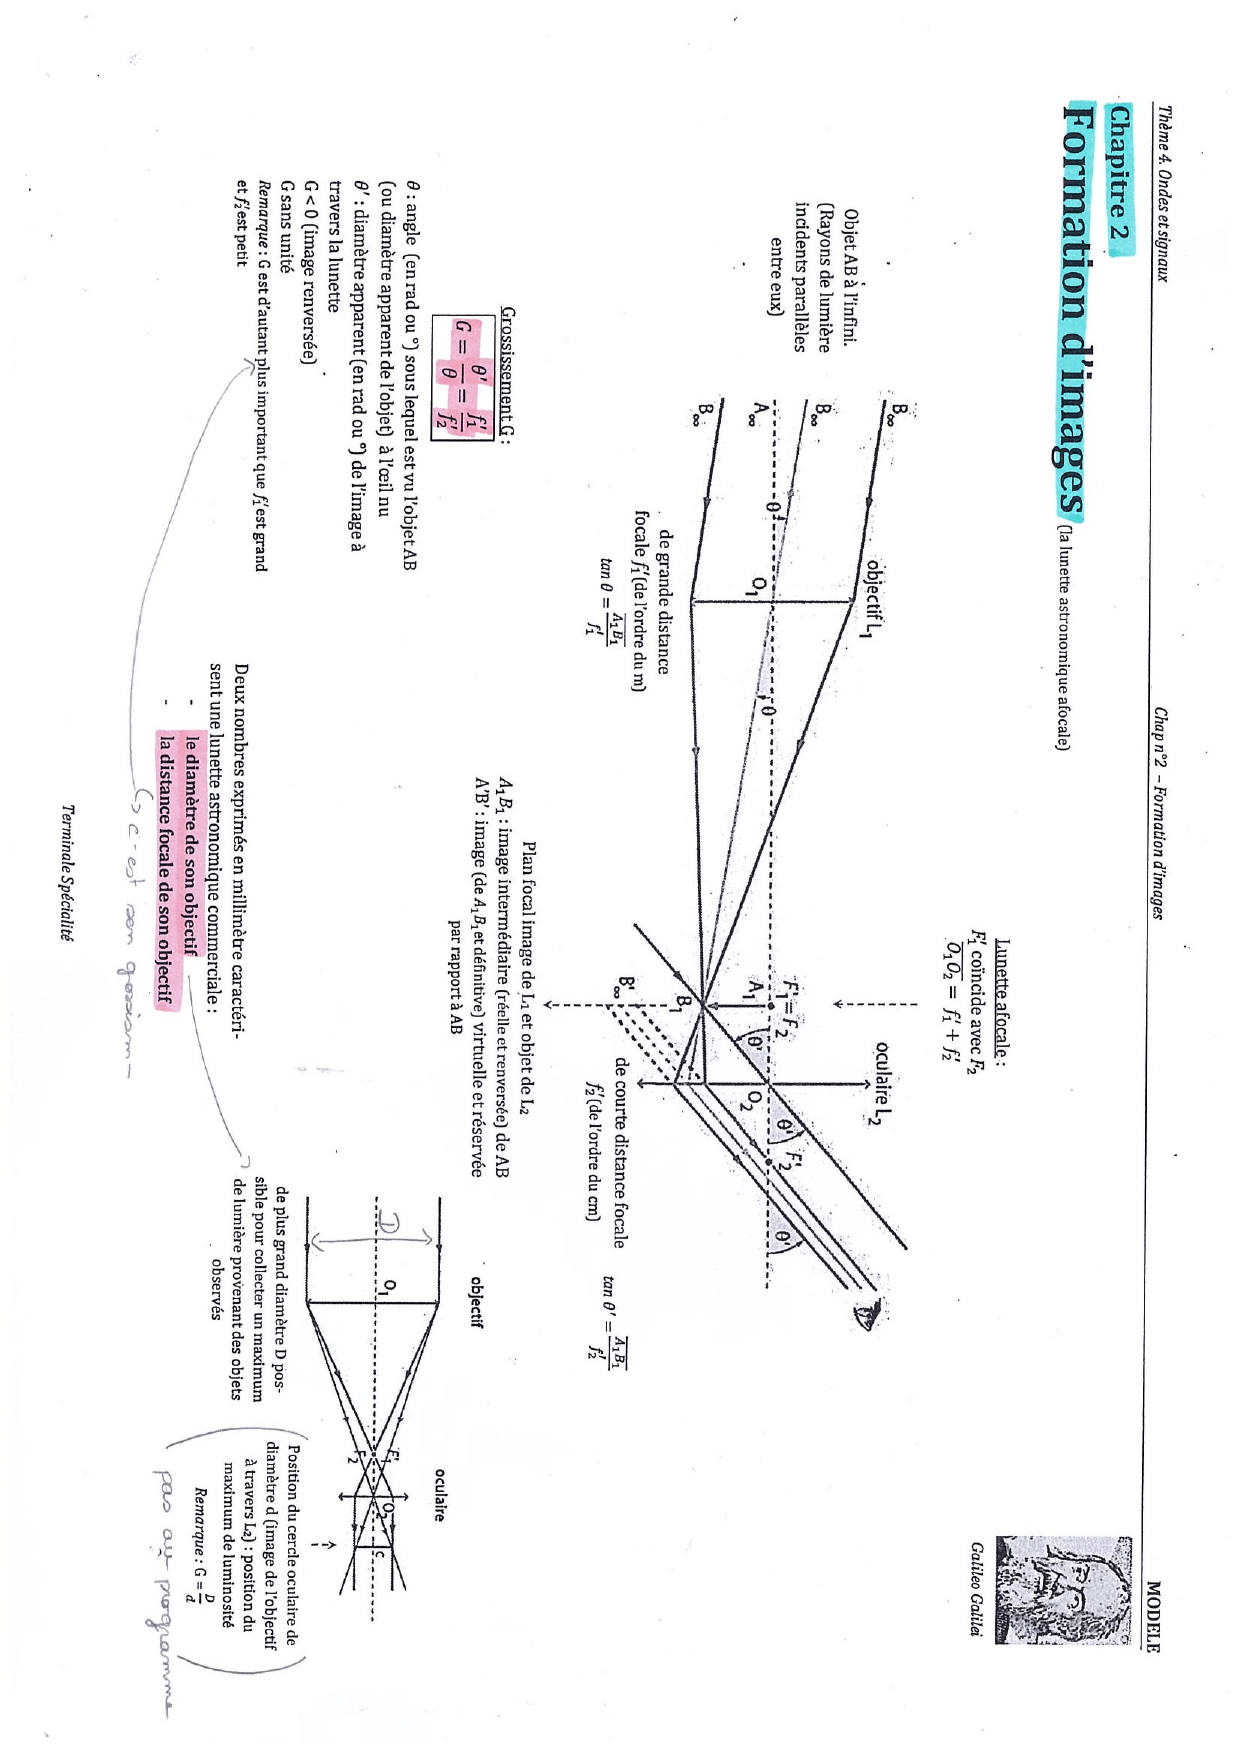 Thème 4. Ondes et signaux
Chap n°2 – Formation d'images
MODELE
Chapitre 2
Formation d'images (la lunette astronomique afocale)
Galileo Galilei
Lunette afocale :
F'₁ coïncide avec F₂
O₁O₂ = f'₁ + f'₂
Objet AB à l'infini.
(Rayons de lumière
incidents parallèles
entre eux)
B∞
B∞
A∞
B∞
θ
objectif L₁
O₁
θ
de grande distance
focale f'₁(de l'ordre du m)
tan θ = A₁B₁ / f'₁
F'₁= F₂
A₁
B₁
B'∞
θ'
oculaire L₂
O₂
θ'
F'₂
θ'
de courte distance focale
f'₂(de l'ordre du cm)
tan θ' = A₁B₁ / f'₂
Plan focal image de L₁ et objet de L₂
A₁B₁ : image intermédiaire (réelle et renversée) de AB
A'B' : image (de A₁B₁et définitive) virtuelle et réservée
par rapport à AB
Grossissement G :
G = θ'/θ = f'₁/f'₂
θ : angle (en rad ou °) sous lequel est vu l'objet AB
(ou diamètre apparent de l'objet) à l'œil nu
θ' : diamètre apparent (en rad ou °) de l'image à
travers la lunette
G < 0 (image renversée)
G sans unité
Remarque : G est d'autant plus important que f'₁est grand
et f'₂est petit
Deux nombres exprimés en millimètre caractéri-
sent une lunette astronomique commerciale :
- le diamètre de son objectif
- la distance focale de son objectif
c-est son grossism-
objectif
D
O₁
F'₁
F₂
oculaire
O₂
C
de plus grand diamètre D pos-
sible pour collecter un maximum
de lumière provenant des objets
observés
Position du cercle oculaire de
diamètre d (image de l'objectif
à travers L₂) : position du
maximum de luminosité
Remarque : G = D/d
pas au programme
Terminale Spécialité